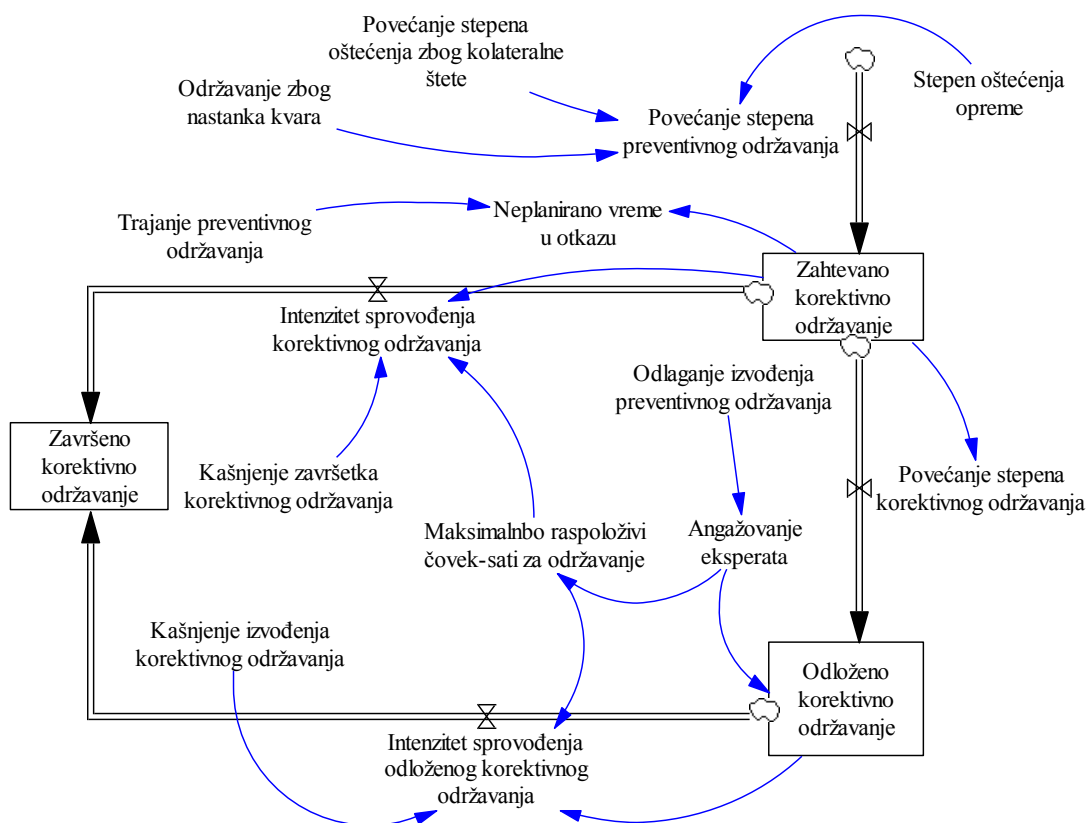 Povećanje stepena
oštećenja zbog kolateralne
štete
Stepen oštećenja
opreme
Održavanje zbog
nastanka kvara
Povećanje stepena
preventivnog održavanja
Trajanje preventivnog
održavanja
Neplanirano vreme
u otkazu
Zahtevano
korektivno
održavanje
Intenzitet sprovođenja
korektivnog održavanja
Odlaganje izvođenja
preventivnog održavanja
Završeno
korektivno
održavanje
Kašnjenje završetka
korektivnog održavanja
Povećanje stepena
korektivnog održavanja
Maksimalnbo raspoloživi
čovek-sati za održavanje
Angažovanje
eksperata
Kašnjenje izvođenja
korektivnog održavanja
Odloženo
korektivno
održavanje
Intenzitet sprovođenja
odloženog korektivnog
održavanja